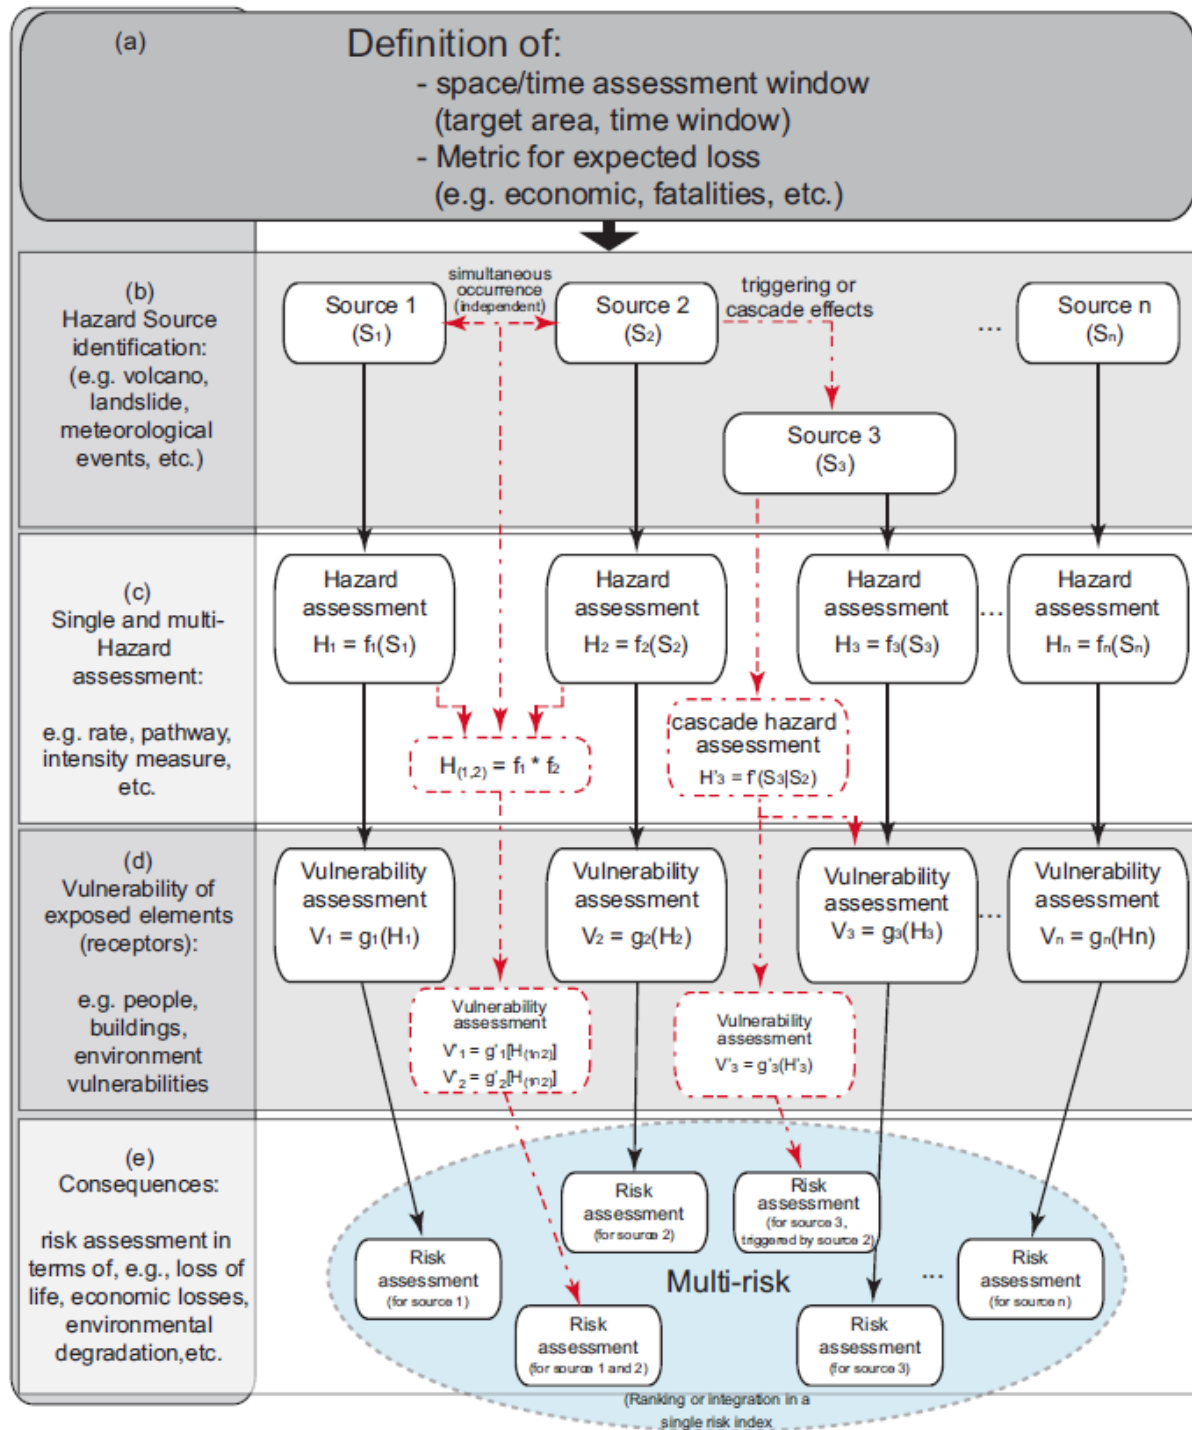 (a)
Definition of:
- space/time assessment window
(target area, time window)
- Metric for expected loss
(e.g. economic, fatalities, etc.)
(b)
Hazard Source
identification:
(e.g. volcano,
landslide,
meteorological
events, etc.)
Source 1
(S₁)
simultaneous
occurrence
(independent)
Source 2
(S₂)
triggering or
cascade effects
...
Source n
(Sₙ)
Source 3
(S₃)
(c)
Single and multi-
Hazard
assessment:
e.g. rate, pathway,
intensity measure,
etc.
Hazard
assessment
H₁ = f₁(S₁)
Hazard
assessment
H₂ = f₂(S₂)
Hazard
assessment
H₃ = f₃(S₃)
...
Hazard
assessment
Hₙ = fₙ(Sₙ)
H₍₁,₂₎ = f₁ * f₂
cascade hazard
assessment
H'₃ = f'(S₃|S₂)
(d)
Vulnerability of
exposed elements
(receptors):
e.g. people,
buildings,
environment
vulnerabilities
Vulnerability
assessment
V₁ = g₁(H₁)
Vulnerability
assessment
V₂ = g₂(H₂)
Vulnerability
assessment
V₃ = g₃(H₃)
...
Vulnerability
assessment
Vₙ = gₙ(Hn)
Vulnerability
assessment
V'₁ = g'₁[H₍₁∩₂₎]
V'₂ = g'₂[H₍₁∩₂₎]
Vulnerability
assessment
V'₃ = g'₃(H'₃)
(e)
Consequences:
risk assessment in
terms of, e.g., loss of
life, economic losses,
environmental
degradation,etc.
Risk
assessment
(for source 1)
Risk
assessment
(for source 2)
Risk
assessment
(for source 3,
triggered by source 2)
Multi-risk
...
Risk
assessment
(for source n)
Risk
assessment
(for source 1 and 2)
Risk
assessment
(for source 3)
(Ranking or integration in a
single risk index